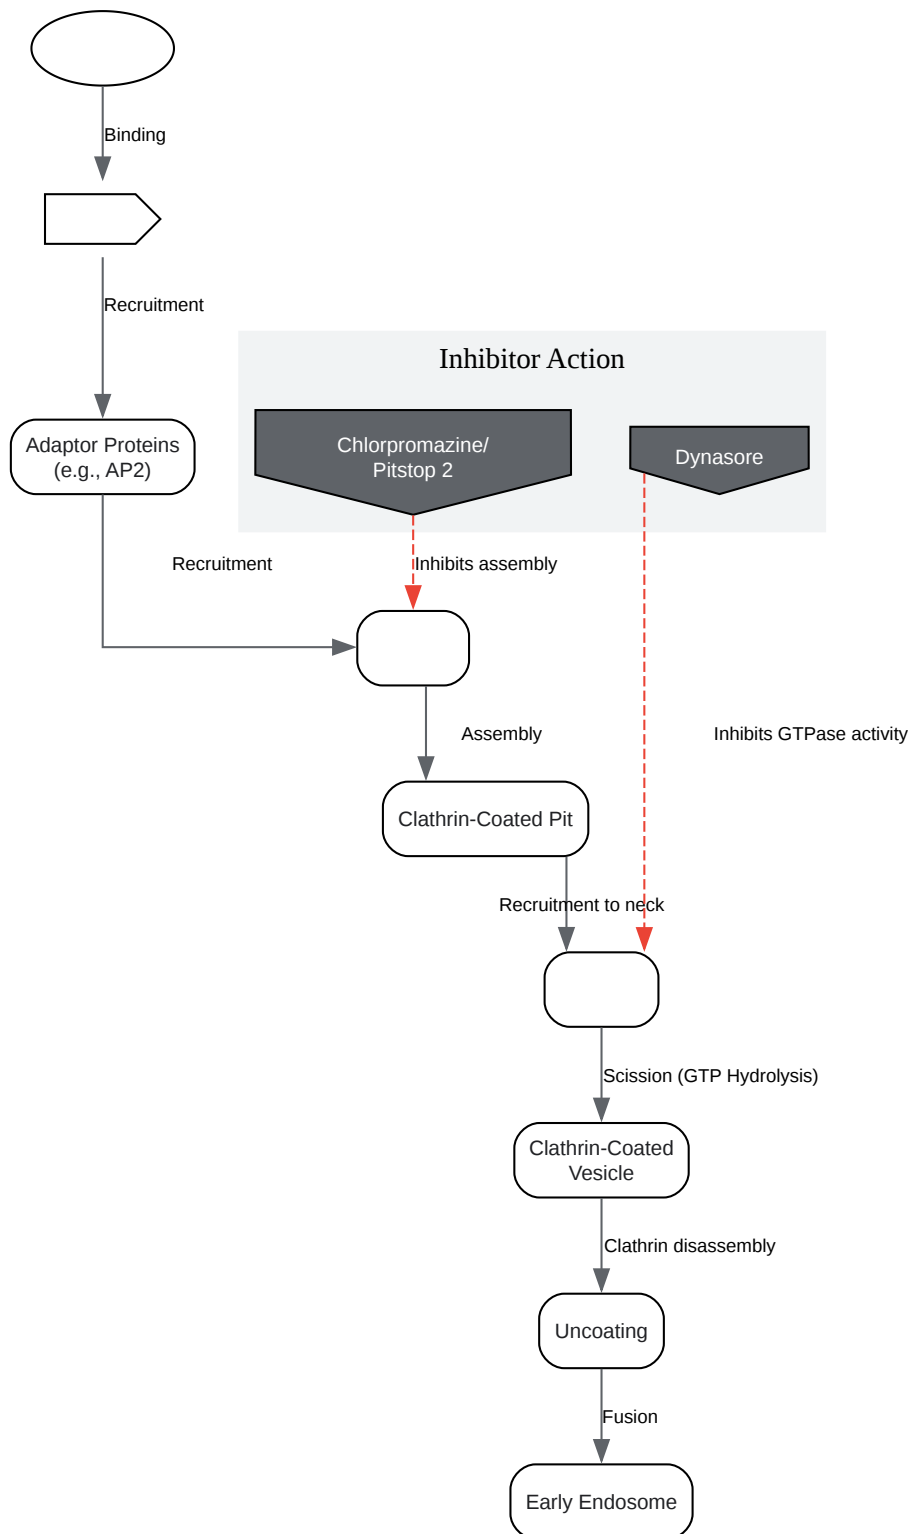 Binding
Recruitment
Inhibitor Action
Chlorpromazine/
Pitstop 2
Dynasore
Adaptor Proteins
(e.g., AP2)
Recruitment
Inhibits assembly
Assembly
Inhibits GTPase activity
Clathrin-Coated Pit
Recruitment to neck
Scission (GTP Hydrolysis)
Clathrin-Coated
Vesicle
Clathrin disassembly
Uncoating
Fusion
Early Endosome